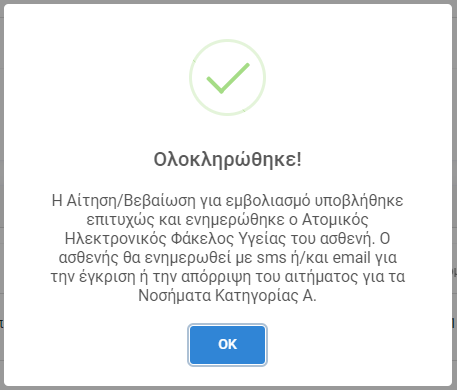 Ολοκληρώθηκε!
Η Αίτηση/Βεβαίωση για εμβολιασμό υποβλήθηκε
επιτυχώς και ενημερώθηκε ο Ατομικός
Ηλεκτρονικός Φάκελος Υγείας του ασθενή. Ο
ασθενής θα ενημερωθεί με sms ή/και email για
την έγκριση ή την απόρριψη του αιτήματος για τα
Νοσήματα Κατηγορίας Α.
OK